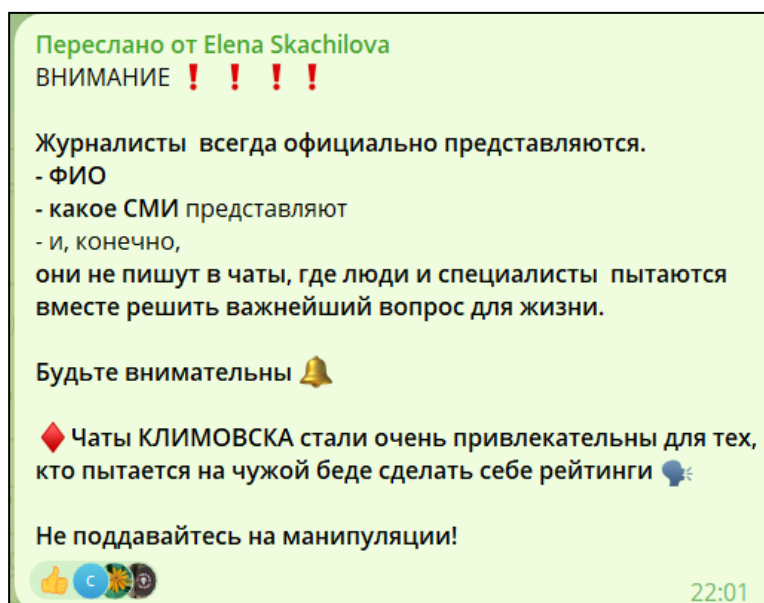 Переслано от Elena Skachilova
ВНИМАНИЕ ❗ ❗ ❗ ❗
Журналисты всегда официально представляются.
- ФИО
- какое СМИ представляют
- и, конечно,
они не пишут в чаты, где люди и специалисты пытаются
вместе решить важнейший вопрос для жизни.
Будьте внимательны 🔔
♦️ Чаты КЛИМОВСКА стали очень привлекательны для тех,
кто пытается на чужой беде сделать себе рейтинги 🗣
Не поддавайтесь на манипуляции!
👍 С
22:01